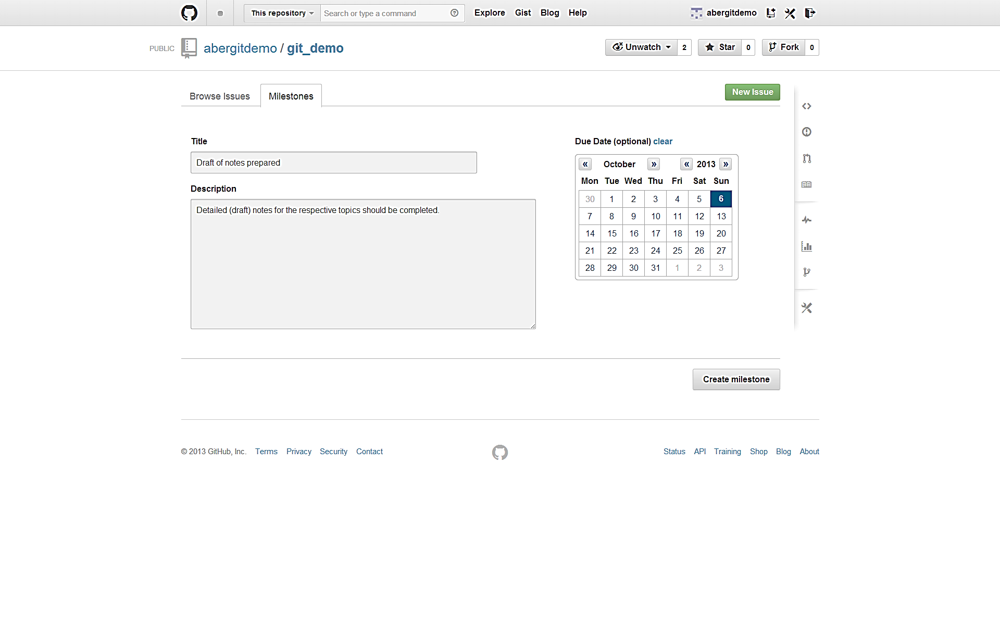 This repository Search or type a command Explore Gist Blog Help abergitdemo
PUBLIC abergitdemo / git_demo Unwatch 2 Star 0 Fork 0
Browse Issues Milestones New Issue
Title
Draft of notes prepared
Description
Detailed (draft) notes for the respective topics should be completed.
Due Date (optional) clear
« October » « 2013 »
Mon Tue Wed Thu Fri Sat Sun
30 1 2 3 4 5 6
7 8 9 10 11 12 13
14 15 16 17 18 19 20
21 22 23 24 25 26 27
28 29 30 31 1 2 3
Create milestone
© 2013 GitHub, Inc. Terms Privacy Security Contact Status API Training Shop Blog About